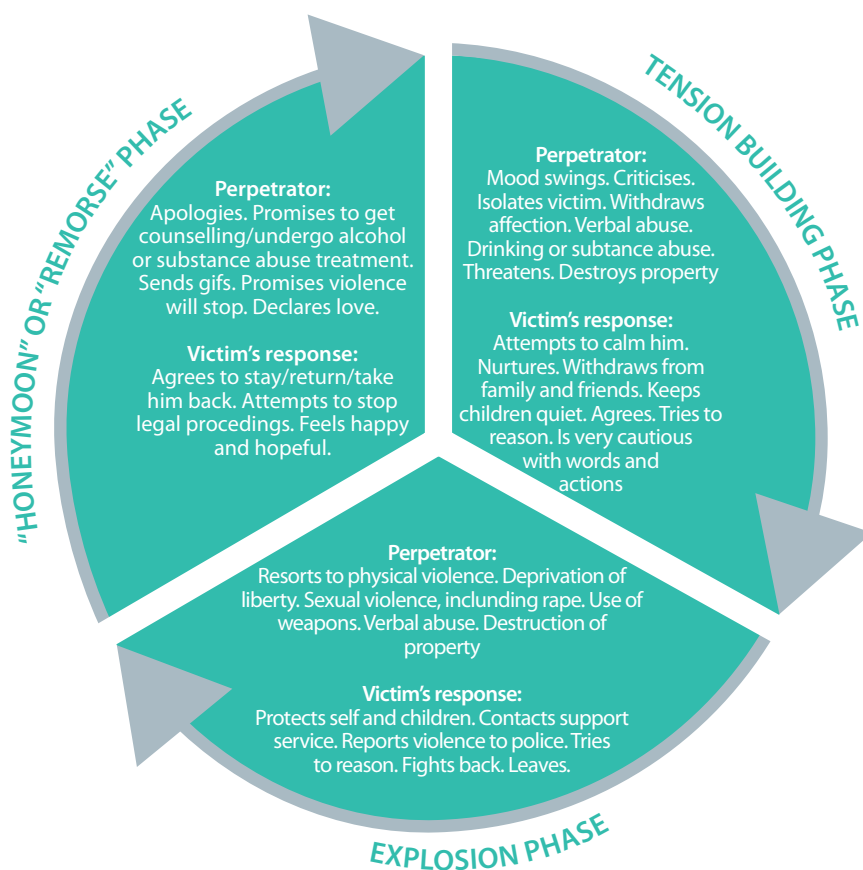 "HONEYMOON" OR "REMORSE" PHASE
Perpetrator:
Apologies. Promises to get
counselling/undergo alcohol
or substance abuse treatment.
Sends gifs. Promises violence
will stop. Declares love.
Victim's response:
Agrees to stay/return/take
him back. Attempts to stop
legal procedings. Feels happy
and hopeful.
TENSION BUILDING PHASE
Perpetrator:
Mood swings. Criticises.
Isolates victim. Withdraws
affection. Verbal abuse.
Drinking or subtance abuse.
Threatens. Destroys property
Victim's response:
Attempts to calm him.
Nurtures. Withdraws from
family and friends. Keeps
children quiet. Agrees. Tries to
reason. Is very cautious
with words and
actions
Perpetrator:
Resorts to physical violence. Deprivation of
liberty. Sexual violence, inclunding rape. Use of
weapons. Verbal abuse. Destruction of
property
Victim's response:
Protects self and children. Contacts support
service. Reports violence to police. Tries
to reason. Fights back. Leaves.
EXPLOSION PHASE